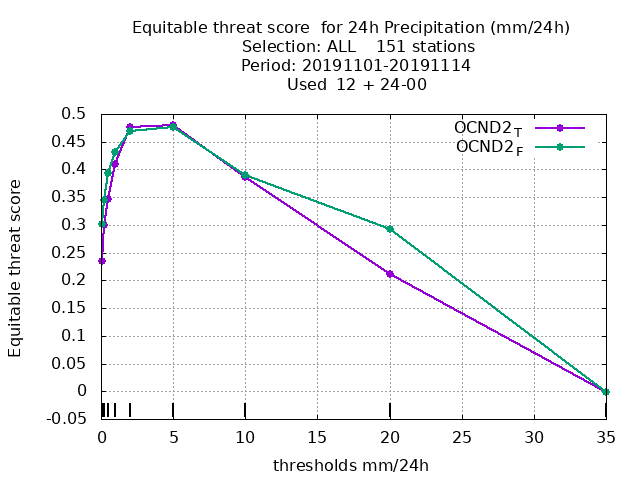 Equitable threat score  for 24h Precipitation (mm/24h)
Selection: ALL    151 stations
Period: 20191101-20191114
Used 12 + 24-00
OCND2_T
OCND2_F
Equitable threat score
0.5
0.45
0.4
0.35
0.3
0.25
0.2
0.15
0.1
0.05
0
-0.05
0 5 10 15 20 25 30 35
thresholds mm/24h